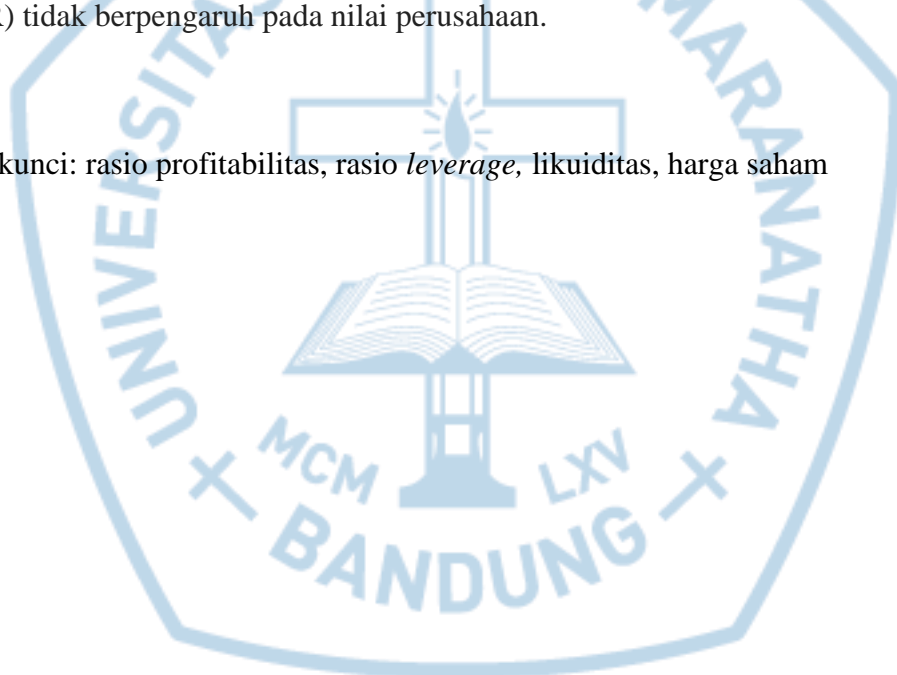 R) tidak berpengaruh pada nilai perusahaan.
kunci: rasio profitabilitas, rasio leverage, likuiditas, harga saham
UNIVERSITAS
MARANATHA
MCM LXV
BANDUNG